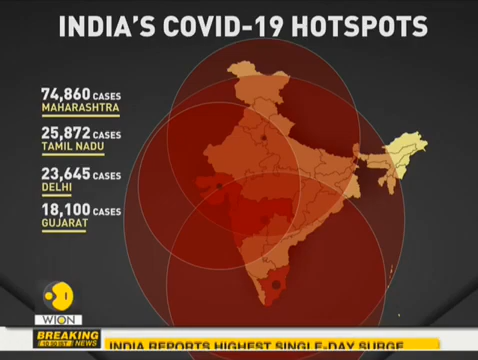 INDIA'S COVID-19 HOTSPOTS
74,860 CASES
MAHARASHTRA
25,872 CASES
TAMIL NADU
23,645 CASES
DELHI
18,100 CASES
GUJARAT
WION
BREAKING
NEWS
INDIA REPORTS HIGHEST SINGLE-DAY SURGE